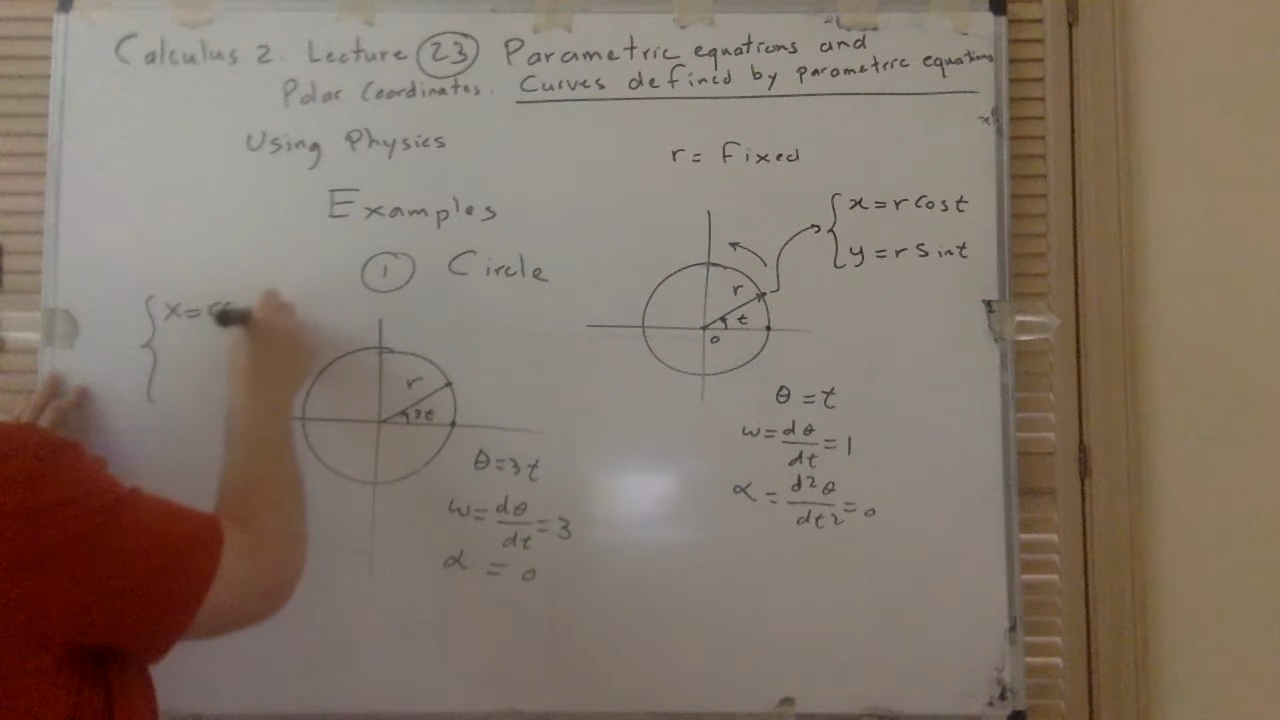 Calculus 2. Lecture 23 Parametric equations and
Polar Coordinates. Curves defined by parametric equations
Using Physics
r = Fixed
Examples
① Circle
x = r Cos t
y = r Sin t
r
t
o
θ = t
w = dθ/dt = 1
α = d2θ/dt2 = 0
x =
r
3t
θ = 3t
w = dθ/dt = 3
α = 0